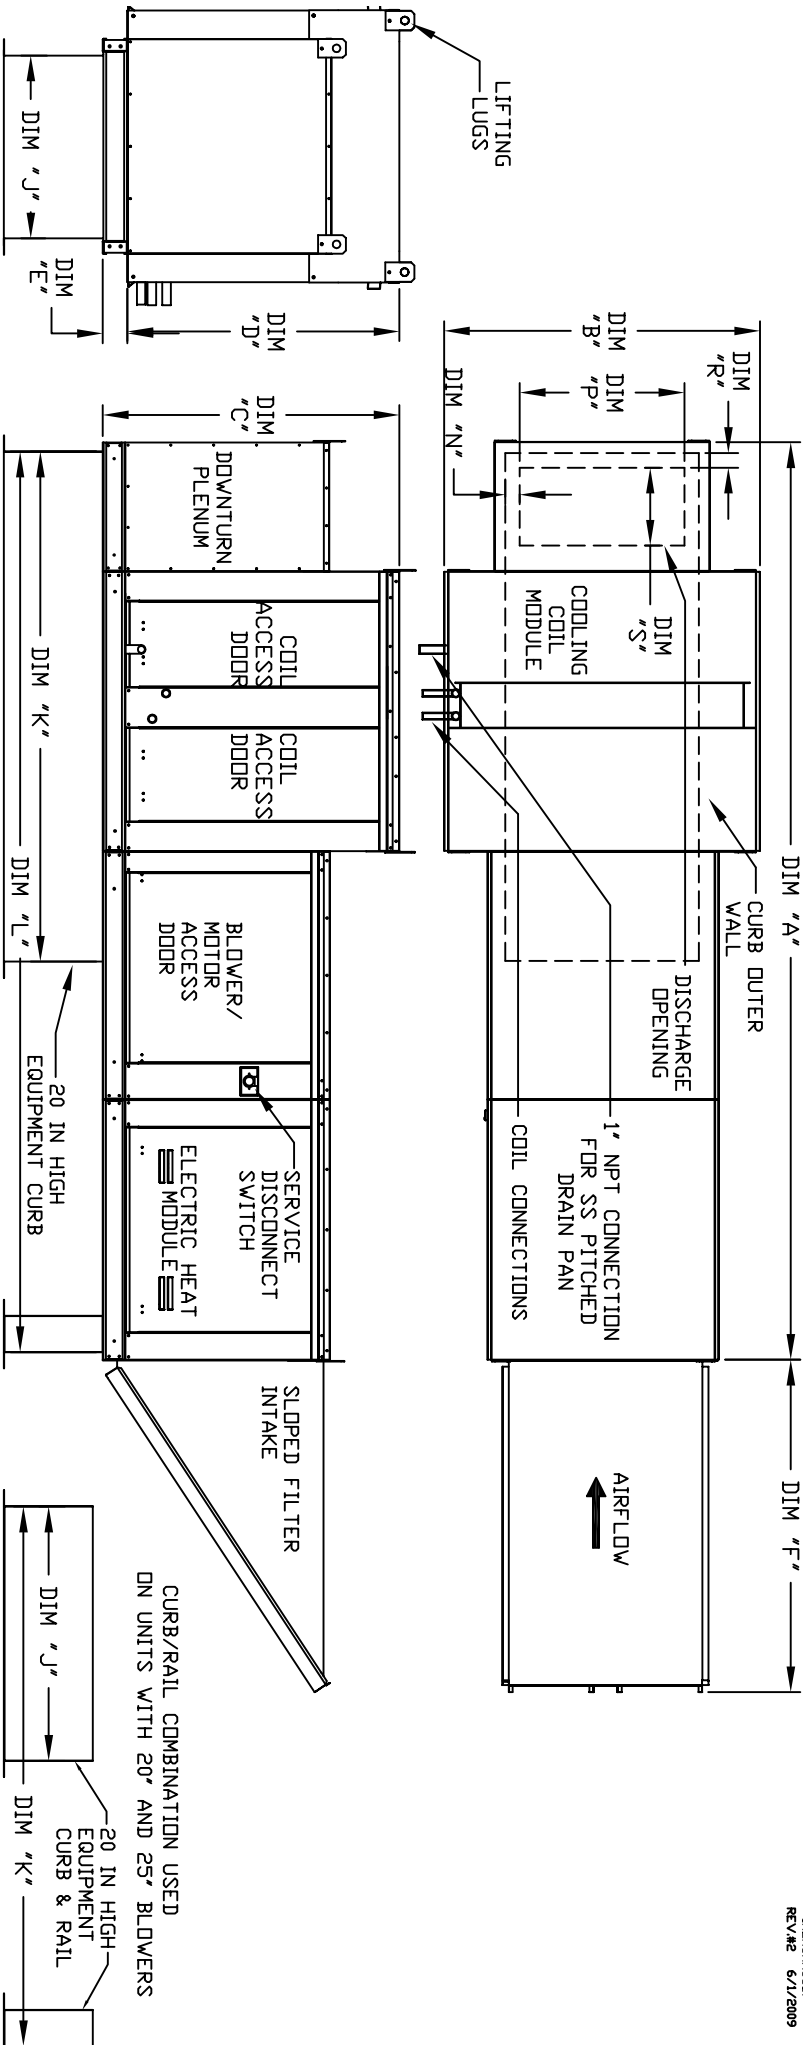 REV.#2 6/1/2009
DIM "A"
DIM "F"
DIM
"R"
DIM
"P"
DIM
"B"
DIM "N"
DIM
"S"
COOLING
COIL
MODULE
CURB OUTER
WALL
DISCHARGE
OPENING
1" NPT CONNECTION
FOR SS PITCHED
DRAIN PAN
COIL CONNECTIONS
AIRFLOW
LIFTING
LUGS
DIM
"D"
DIM
"E"
DIM "J"
DIM
"C"
DOWNTURN
PLENUM
COIL
ACCESS
DOOR
COIL
ACCESS
DOOR
BLOWER/
MOTOR
ACCESS
DOOR
SERVICE
DISCONNECT
SWITCH
ELECTRIC HEAT
MODULE
SLOPED FILTER
INTAKE
DIM "K"
DIM "L"
20 IN HIGH
EQUIPMENT CURB
CURB/RAIL COMBINATION USED
ON UNITS WITH 20" AND 25" BLOWERS
20 IN HIGH
EQUIPMENT
CURB & RAIL
DIM "J"
DIM "K"